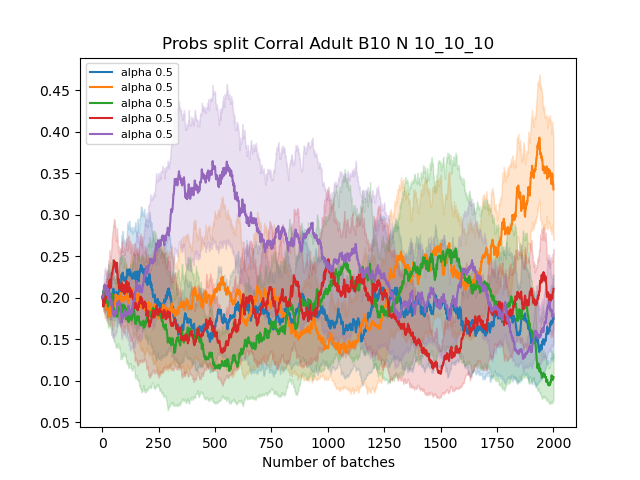 Probs split Corral Adult B10 N 10_10_10
alpha 0.5
alpha 0.5
alpha 0.5
alpha 0.5
alpha 0.5
0.45
0.40
0.35
0.30
0.25
0.20
0.15
0.10
0.05
0 250 500 750 1000 1250 1500 1750 2000
Number of batches